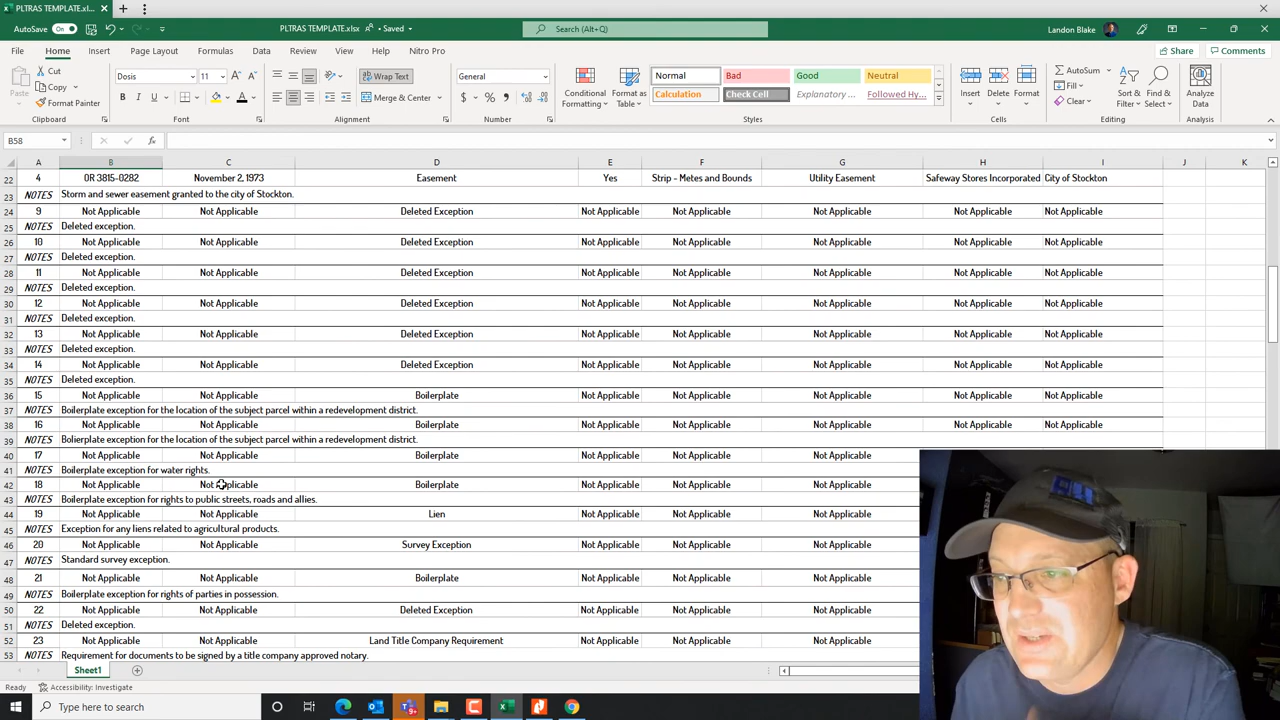 PLTRAS TEMPLATE.xl...
AutoSave On PLTRAS TEMPLATE.xlsx • Saved Search (Alt+Q) Landon Blake
File Home Insert Page Layout Formulas Data Review View Help Nitro Pro Share Comments
Paste Cut Copy Format Painter Clipboard
Dosis 11 B I U Font
Wrap Text Merge & Center Alignment
General $ % Number
Conditional Formatting Format as Table
Normal Bad Good Neutral
Calculation Check Cell Explanatory ... Followed Hy...
Styles
Insert Delete Format Cells
AutoSum Fill Clear Sort & Filter Find & Select Editing
Analyze Data Analysis
B58 fx
A B C D E F G H I J K
22 4 OR 3815-0282 November 2, 1973 Easement Yes Strip - Metes and Bounds Utility Easement Safeway Stores Incorporated City of Stockton
23 NOTES Storm and sewer easement granted to the city of Stockton.
24 9 Not Applicable Not Applicable Deleted Exception Not Applicable Not Applicable Not Applicable Not Applicable Not Applicable
25 NOTES Deleted exception.
26 10 Not Applicable Not Applicable Deleted Exception Not Applicable Not Applicable Not Applicable Not Applicable Not Applicable
27 NOTES Deleted exception.
28 11 Not Applicable Not Applicable Deleted Exception Not Applicable Not Applicable Not Applicable Not Applicable Not Applicable
29 NOTES Deleted exception.
30 12 Not Applicable Not Applicable Deleted Exception Not Applicable Not Applicable Not Applicable Not Applicable Not Applicable
31 NOTES Deleted exception.
32 13 Not Applicable Not Applicable Deleted Exception Not Applicable Not Applicable Not Applicable Not Applicable Not Applicable
33 NOTES Deleted exception.
34 14 Not Applicable Not Applicable Deleted Exception Not Applicable Not Applicable Not Applicable Not Applicable Not Applicable
35 NOTES Deleted exception.
36 15 Not Applicable Not Applicable Boilerplate Not Applicable Not Applicable Not Applicable Not Applicable Not Applicable
37 NOTES Boilerplate exception for the location of the subject parcel within a redevelopment district.
38 16 Not Applicable Not Applicable Boilerplate Not Applicable Not Applicable Not Applicable Not Applicable Not Applicable
39 NOTES Bolierplate exception for the location of the subject parcel within a redevelopment district.
40 17 Not Applicable Not Applicable Boilerplate Not Applicable Not Applicable Not Applicable
41 NOTES Boilerplate exception for water rights.
42 18 Not Applicable Not Applicable Boilerplate Not Applicable Not Applicable Not Applicable
43 NOTES Boilerplate exception for rights to public streets, roads and allies.
44 19 Not Applicable Not Applicable Lien Not Applicable Not Applicable Not Applicable
45 NOTES Exception for any liens related to agricultural products.
46 20 Not Applicable Not Applicable Survey Exception Not Applicable Not Applicable Not Applicable
47 NOTES Standard survey exception.
48 21 Not Applicable Not Applicable Boilerplate Not Applicable Not Applicable Not Applicable
49 NOTES Boilerplate exception for rights of parties in possession.
50 22 Not Applicable Not Applicable Deleted Exception Not Applicable Not Applicable Not Applicable
51 NOTES Deleted exception.
52 23 Not Applicable Not Applicable Land Title Company Requirement Not Applicable Not Applicable Not Applicable
53 NOTES Requirement for documents to be signed by a title company approved notary.
Sheet1
Ready Accessibility: Investigate
Type here to search